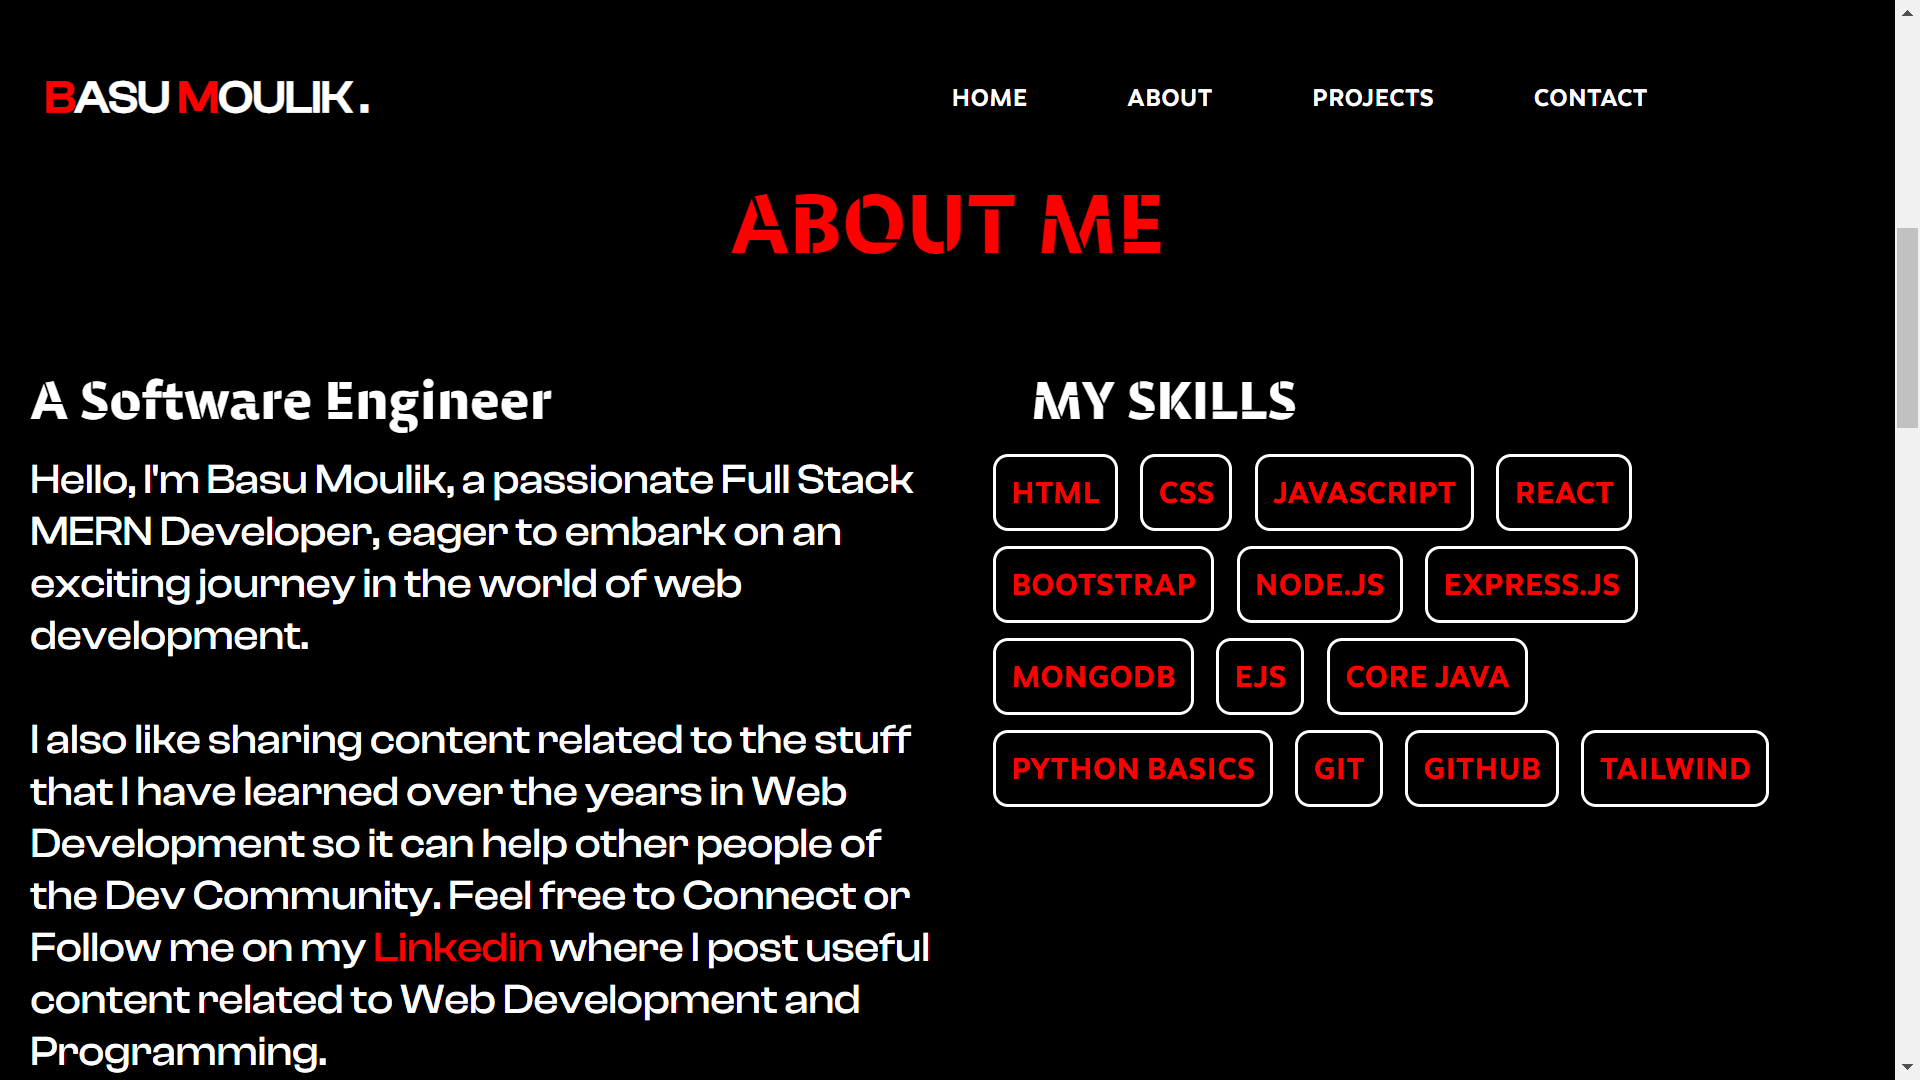 BASU MOULIK .
HOME ABOUT PROJECTS CONTACT
ABOUT ME
A Software Engineer
Hello, I'm Basu Moulik, a passionate Full Stack
MERN Developer, eager to embark on an
exciting journey in the world of web
development.
I also like sharing content related to the stuff
that I have learned over the years in Web
Development so it can help other people of
the Dev Community. Feel free to Connect or
Follow me on my Linkedin where I post useful
content related to Web Development and
Programming.
MY SKILLS
HTML CSS JAVASCRIPT REACT
BOOTSTRAP NODE.JS EXPRESS.JS
MONGODB EJS CORE JAVA
PYTHON BASICS GIT GITHUB TAILWIND